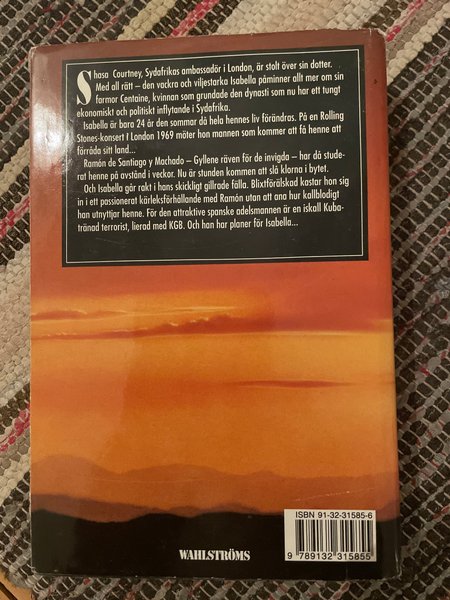 Shasa Courtney, Sydafrikas ambassadör i London, är stolt över sin dotter.
Med all rätt – den vackra och viljestarka Isabella påminner allt mer om sin
farmor Centaine, kvinnan som grundade den dynasti som nu har ett tungt
ekonomiskt och politiskt inflytande i Sydafrika.
Isabella är bara 24 år den sommar då hela hennes liv förändras. På en Rolling
Stones-konsert i London 1969 möter hon mannen som kommer att få henne att
förråda sitt land...
Ramón de Santiago y Machado – Gyllene räven för de invigda – har då stude-
rat henne på avstånd i veckor. Nu är stunden kommen att slå klorna i bytet.
Och Isabella går rakt i hans skickligt gillrade fälla. Blixtförälskad kastar hon sig
in i ett passionerat kärleksförhållande med Ramón utan att ana hur kallblodigt
han utnyttjar henne. För den attraktive spanske adelsmannen är en iskall Kuba-
tränad terrorist, lierad med KGB. Och han har planer för Isabella...
ISBN 91-32-31585-6
9 789132 315855
WAHLSTRÖMS